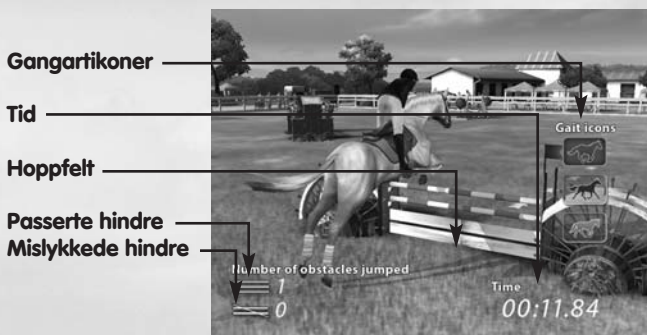 Gangartikoner
Tid
Hoppfelt
Passerte hindre
Mislykkede hindre
Gait icons
Number of obstacles jumped
1
0
Time
00:11.84